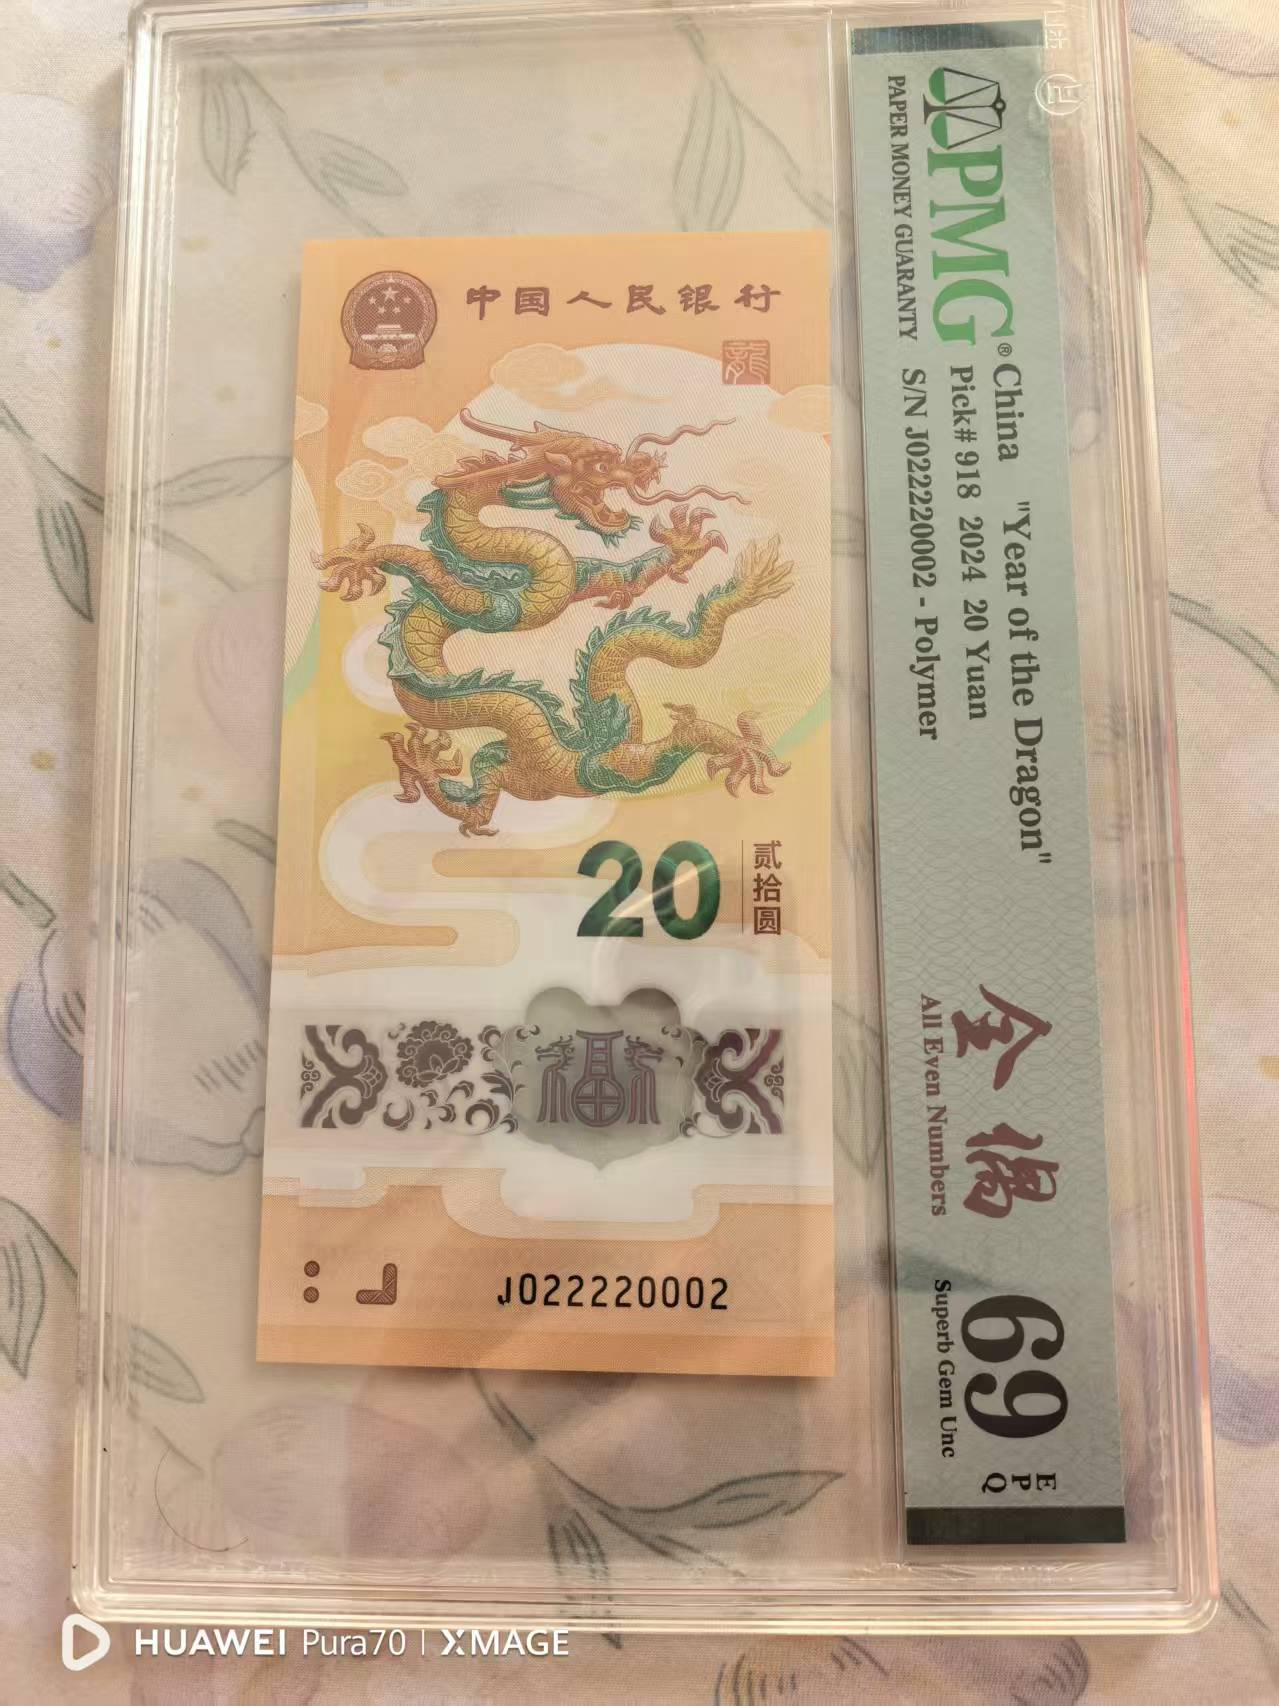 中国人民银行
龍
20
贰拾圆
福
J022220002
PMG®
PAPER MONEY GUARANTY
China "Year of the Dragon"
Pick# 918 2024 20 Yuan
S/N J022220002 - Polymer
全偶
All Even Numbers
69
EPQ
Superb Gem Unc
HUAWEI Pura70 | XMAGE